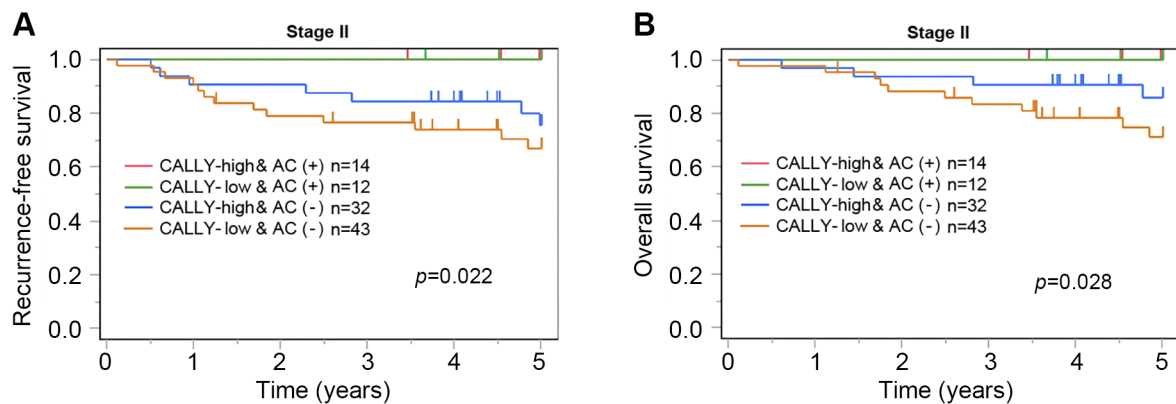 A
Stage II
Recurrence-free survival
1.0
0.8
0.6
0.4
0.2
0.0
CALLY-high & AC (+) n=14
CALLY- low & AC (+) n=12
CALLY-high & AC (-) n=32
CALLY- low & AC (-) n=43
p=0.022
0 1 2 3 4 5
Time (years)
B
Stage II
Overall survival
1.0
0.8
0.6
0.4
0.2
0.0
CALLY-high & AC (+) n=14
CALLY- low & AC (+) n=12
CALLY-high & AC (-) n=32
CALLY- low & AC (-) n=43
p=0.028
0 1 2 3 4 5
Time (years)